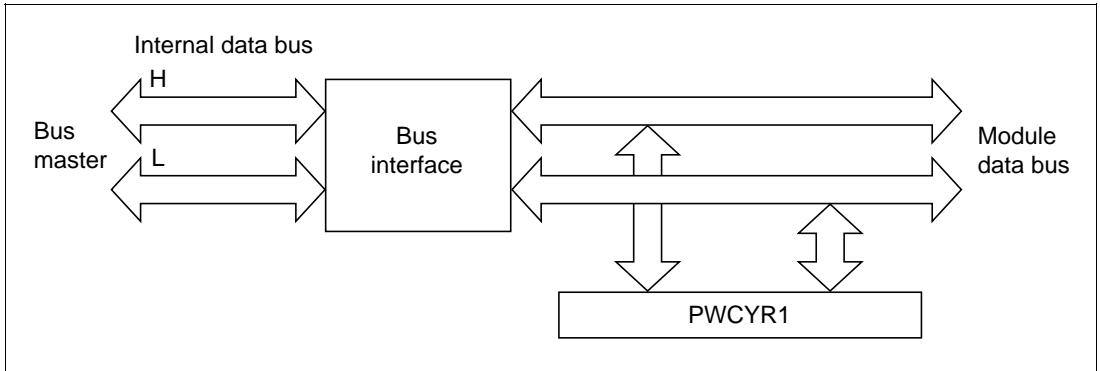 Internal data bus
H
Bus
master
L
Bus
interface
Module
data bus
PWCYR1